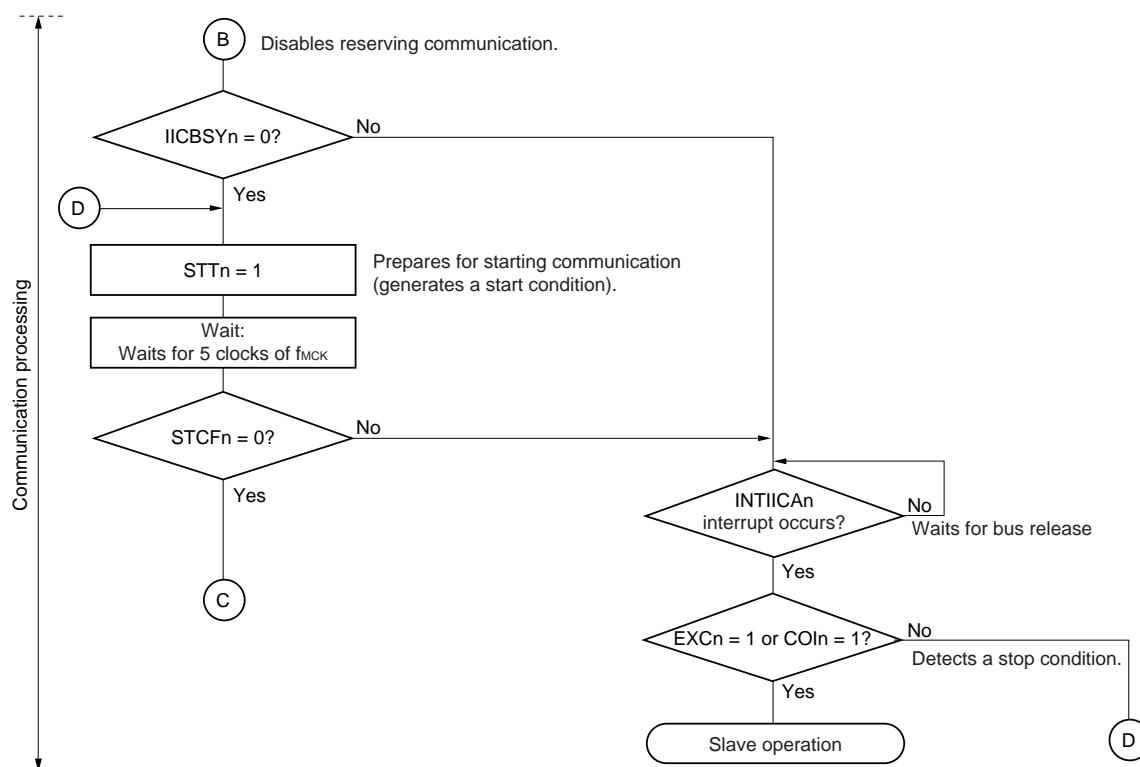 B
Disables reserving communication.
IICBSYn = 0?
No
Yes
D
STTn = 1
Prepares for starting communication
(generates a start condition).
Wait:
Waits for 5 clocks of fMCK
STCFn = 0?
No
Yes
C
INTIICAn
interrupt occurs?
No
Waits for bus release
Yes
EXCn = 1 or COIn = 1?
No
Detects a stop condition.
Yes
Slave operation
D
Communication processing